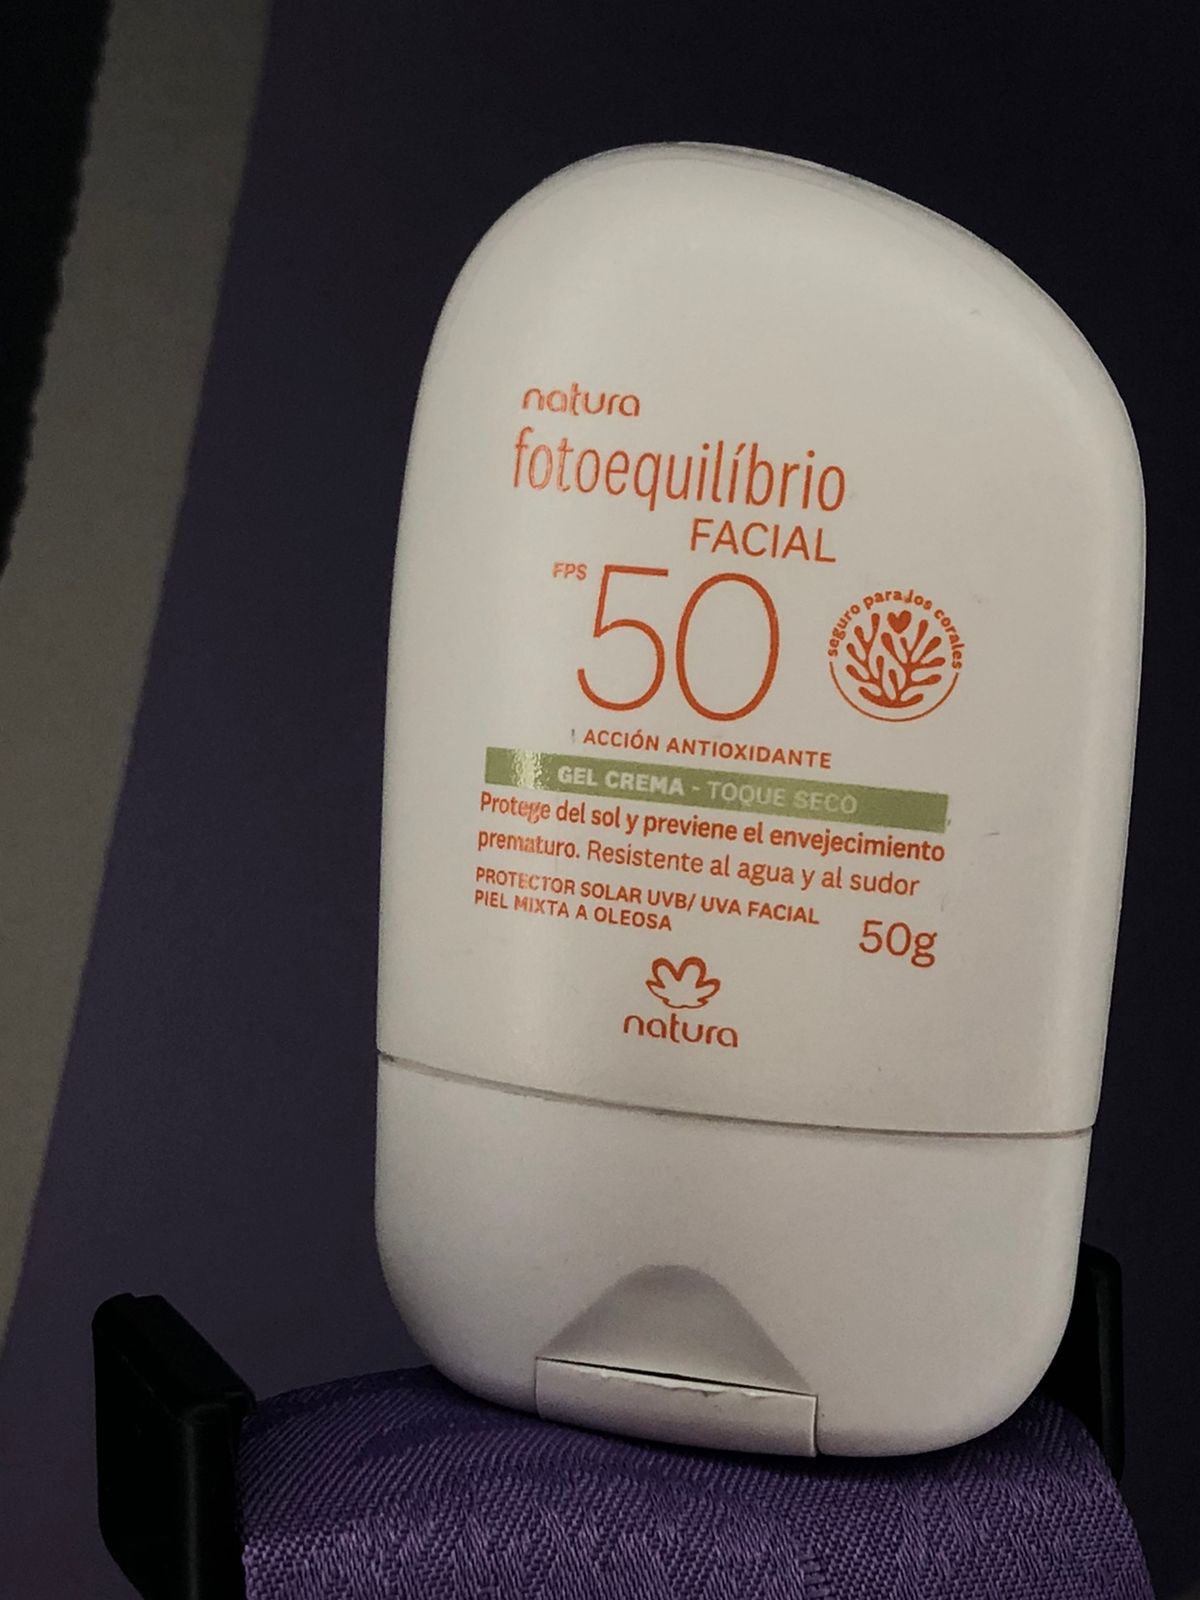 natura
fotoequilíbrio
FACIAL
FPS 50
seguro para los corales
ACCIÓN ANTIOXIDANTE
GEL CREMA - TOQUE SECO
Protege del sol y previene el envejecimiento
prematuro. Resistente al agua y al sudor
PROTECTOR SOLAR UVB/ UVA FACIAL
PIEL MIXTA A OLEOSA
50g
natura